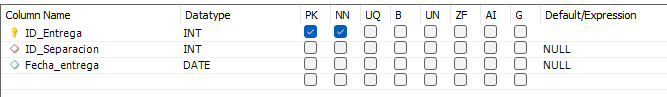 Column Name Datatype PK NN UQ B UN ZF AI G Default/Expression
ID_Entrega INT
ID_Separacion INT NULL
Fecha_entrega DATE NULL